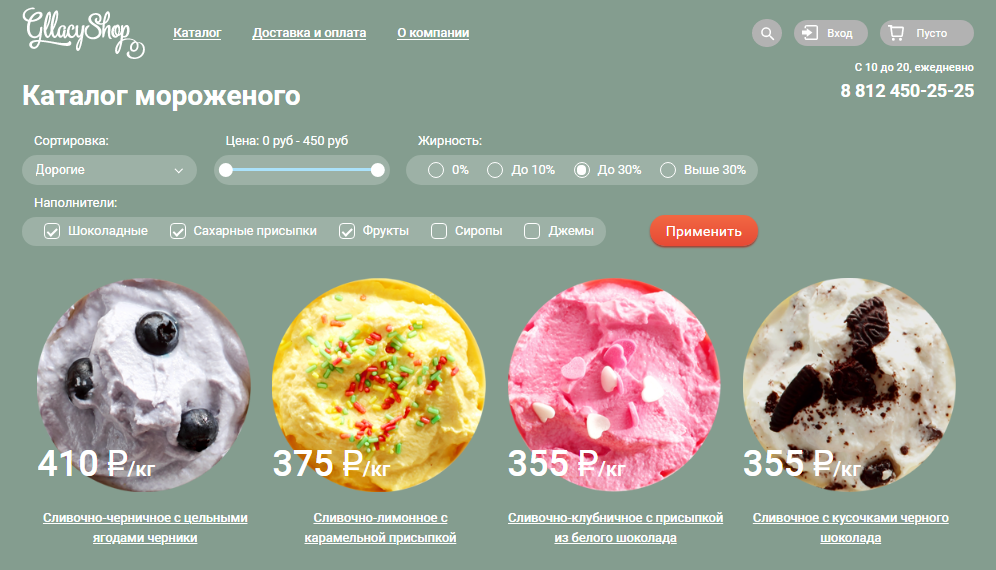 GllacyShop
Каталог Доставка и оплата О компании Вход Пусто
С 10 до 20, ежедневно
8 812 450-25-25
Каталог мороженого
Сортировка: Цена: 0 руб - 450 руб Жирность:
Дорогие 0% До 10% До 30% Выше 30%
Наполнители:
Шоколадные Сахарные присыпки Фрукты Сиропы Джемы Применить
410 ₽/кг 375 ₽/кг 355 ₽/кг 355 ₽/кг
Сливочно-черничное с цельными ягодами черники
Сливочно-лимонное с карамельной присыпкой
Сливочно-клубничное с присыпкой из белого шоколада
Сливочное с кусочками черного шоколада